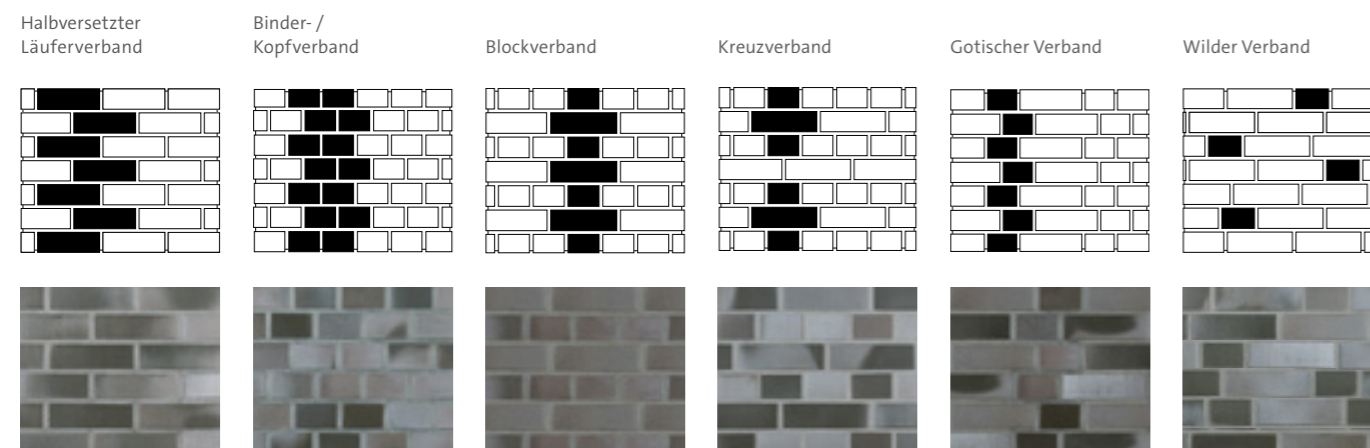 Halbversetzter
Läuferverband
Binder- /
Kopfverband
Blockverband
Kreuzverband
Gotischer Verband
Wilder Verband